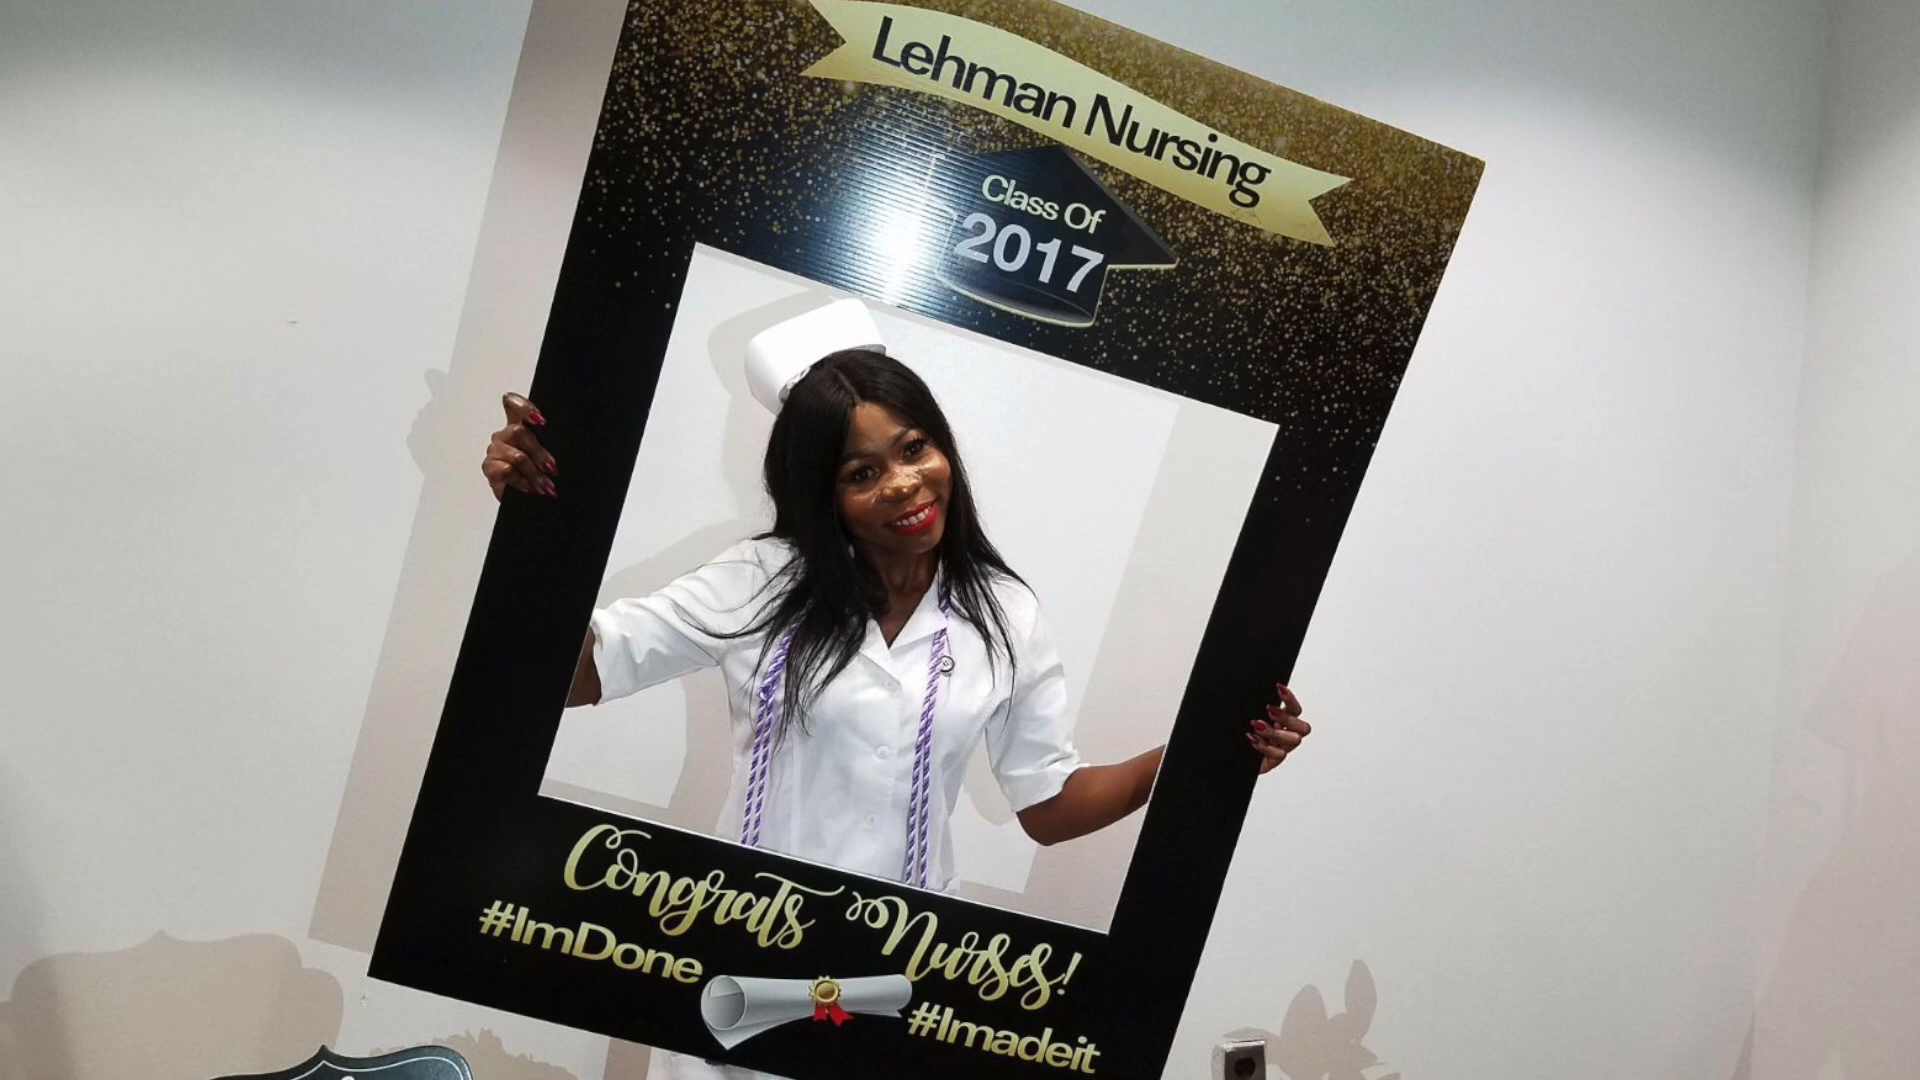 Lehman Nursing
Class Of
2017
Congrats Nurses!
#ImDone
#Imadeit